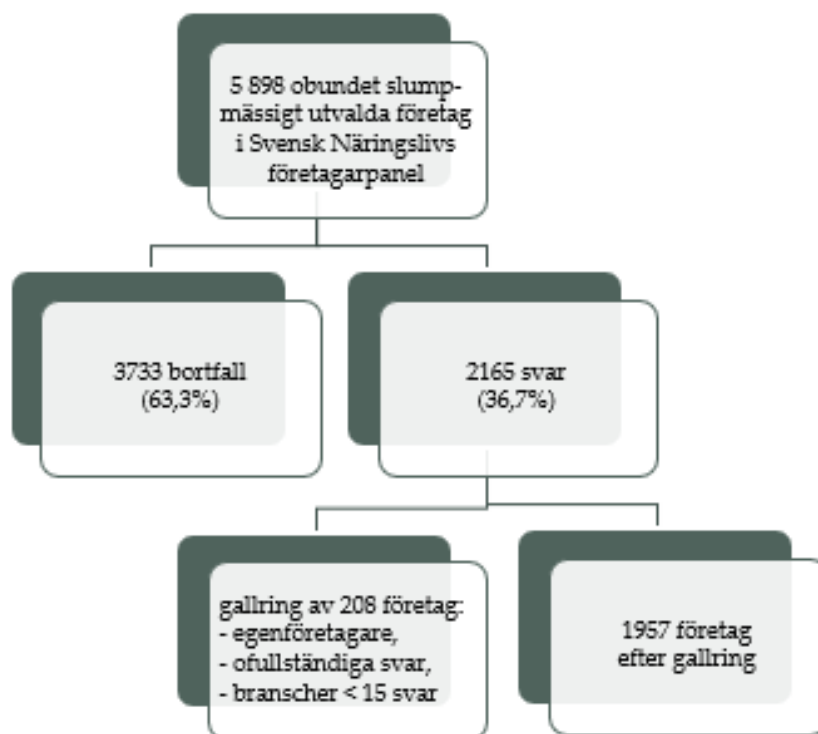 5 898 obundet slump-
mässigt utvalda företag
i Svensk Näringslivs
företagarpanel
3733 bortfall
(63,3%)
2165 svar
(36,7%)
gallring av 208 företag:
- egenföretagare,
- ofullständiga svar,
- branscher < 15 svar
1957 företag
efter gallring